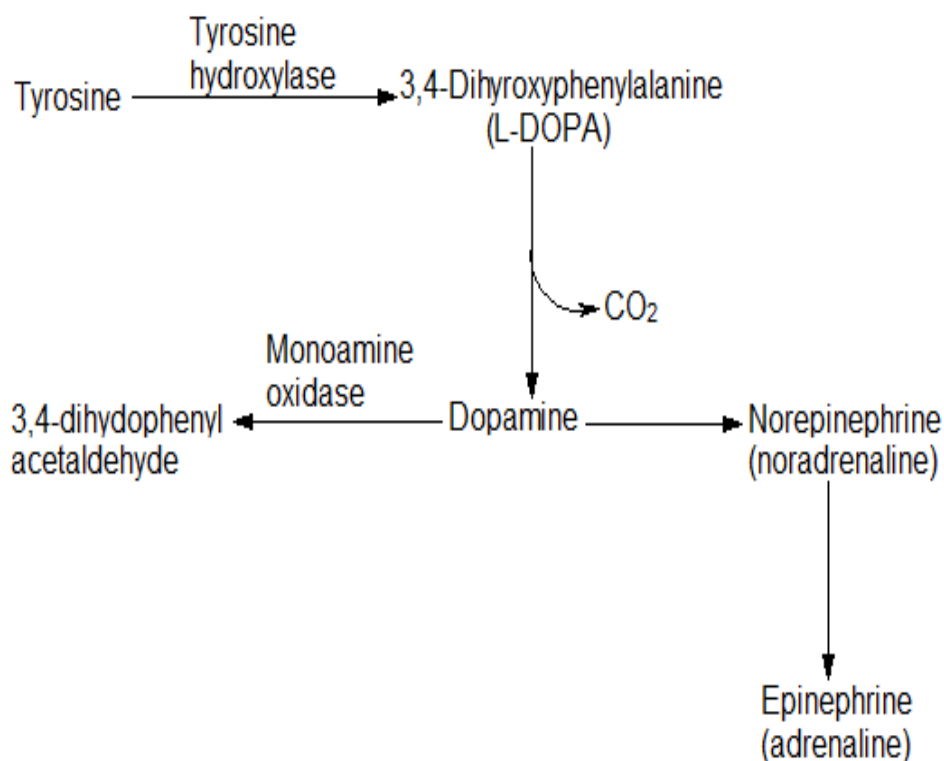 Tyrosine
hydroxylase
Tyrosine
3,4-Dihyroxyphenylalanine
(L-DOPA)
CO₂
Monoamine
oxidase
3,4-dihydophenyl
acetaldehyde
Dopamine
Norepinephrine
(noradrenaline)
Epinephrine
(adrenaline)